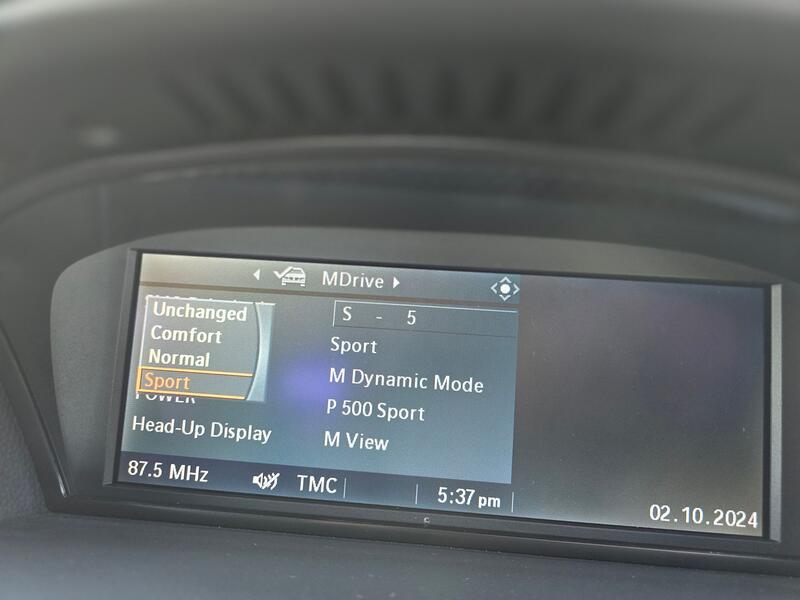 MDrive
Unchanged
Comfort
Normal
Sport
POWER
Head-Up Display
S - 5
Sport
M Dynamic Mode
P 500 Sport
M View
87.5 MHz TMC 5:37 pm
02.10.2024